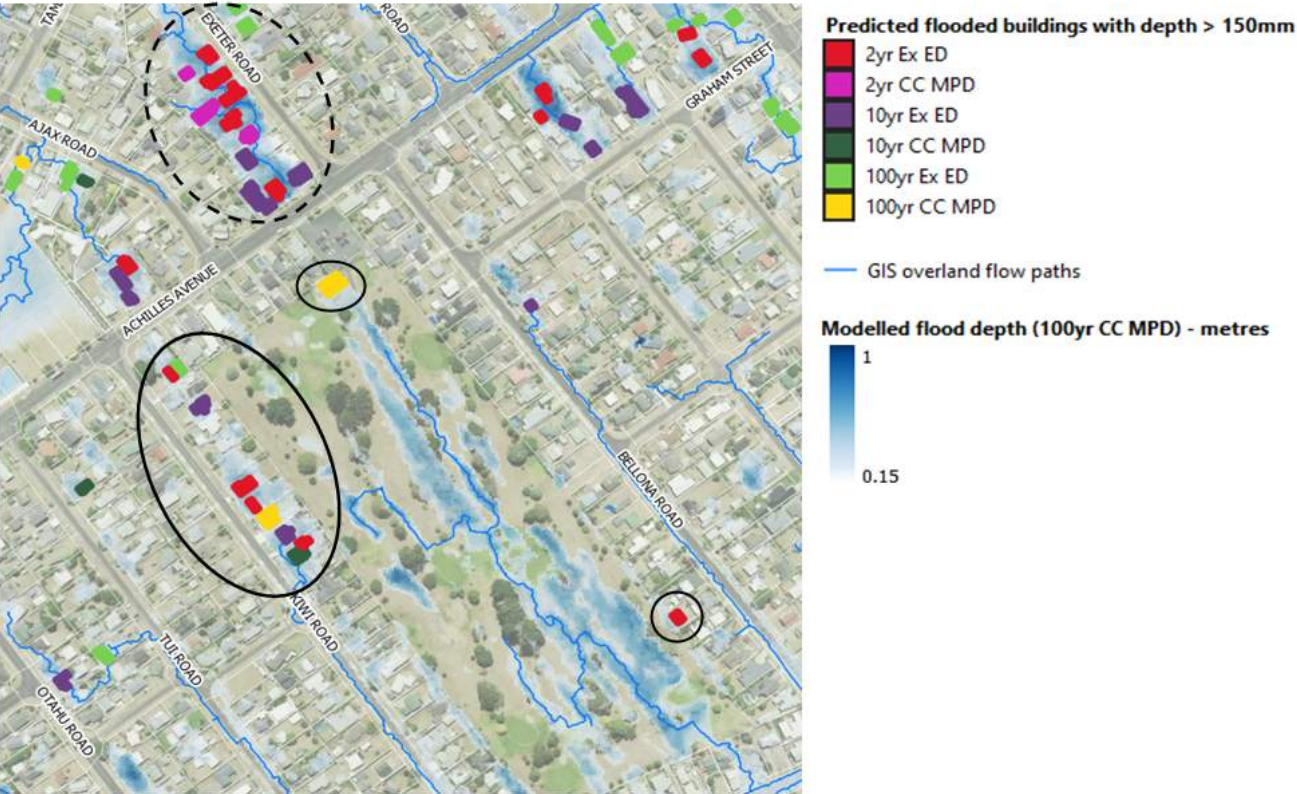 TAM
EXETER ROAD
ROAD
GRAHAM STREET
AJAX ROAD
ACHILLES AVENUE
BELLONA ROAD
KIWI ROAD
TUI ROAD
OTAHU ROAD
Predicted flooded buildings with depth > 150mm
2yr Ex ED
2yr CC MPD
10yr Ex ED
10yr CC MPD
100yr Ex ED
100yr CC MPD
GIS overland flow paths
Modelled flood depth (100yr CC MPD) - metres
1
0.15